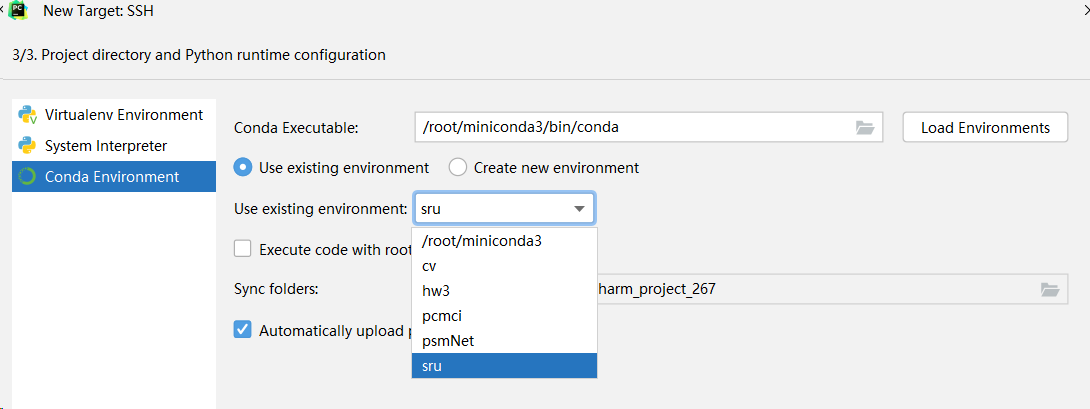 New Target: SSH
3/3. Project directory and Python runtime configuration
Virtualenv Environment
System Interpreter
Conda Environment
Conda Executable:
/root/miniconda3/bin/conda
Load Environments
Use existing environment
Create new environment
Use existing environment:
sru
/root/miniconda3
cv
hw3
pcmci
psmNet
sru
Execute code with root
Sync folders:
harm_project_267
Automatically upload p